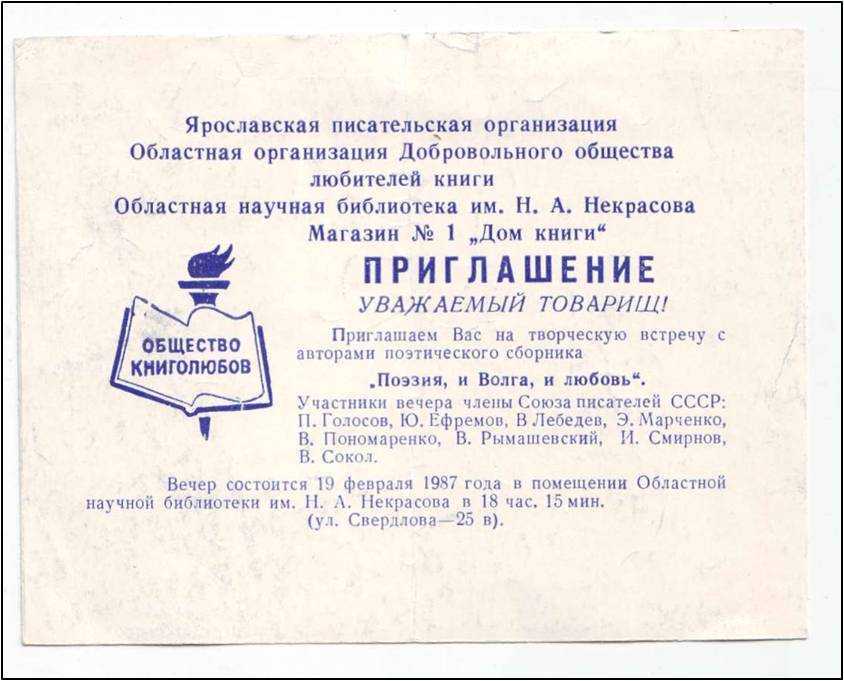 Ярославская писательская организация
Областная организация Добровольного общества
любителей книги
Областная научная библиотека им. Н. А. Некрасова
Магазин № 1 „Дом книги“
ПРИГЛАШЕНИЕ
УВАЖАЕМЫЙ ТОВАРИЩ!
ОБЩЕСТВО
КНИГОЛЮБОВ
Приглашаем Вас на творческую встречу с
авторами поэтического сборника
„Поэзия, и Волга, и любовь“.
Участники вечера члены Союза писателей СССР:
П. Голосов, Ю. Ефремов, В Лебедев, Э. Марченко,
В. Пономаренко, В. Рымашевский, И. Смирнов,
В. Сокол.
Вечер состоится 19 февраля 1987 года в помещении Областной
научной библиотеки им. Н. А. Некрасова в 18 час. 15 мин.
(ул. Свердлова—25 в).